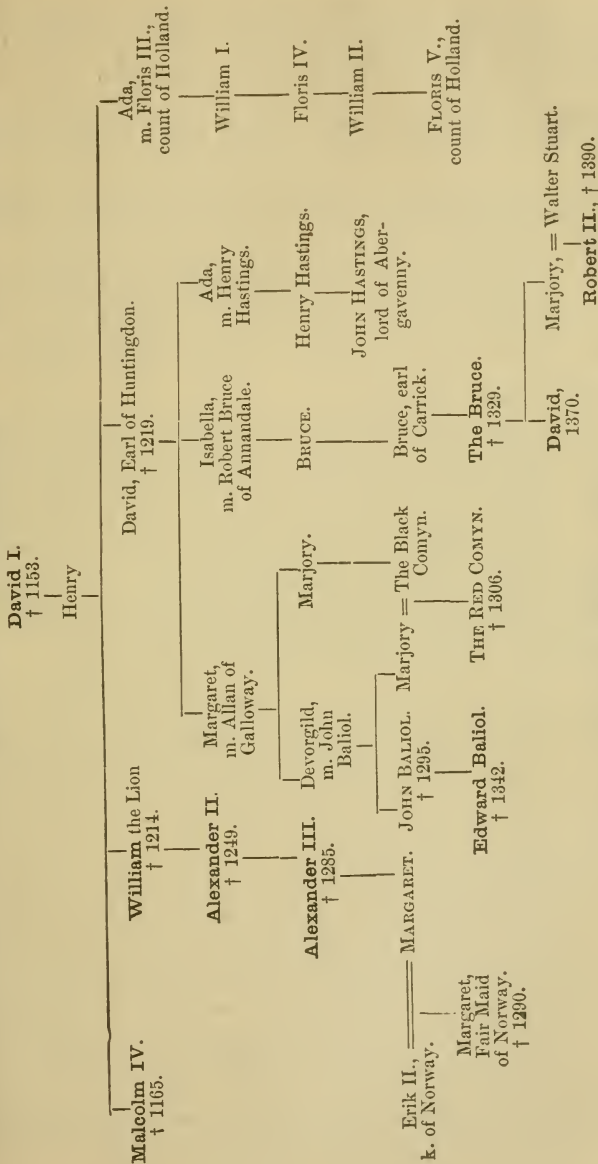 David I.
† 1153.
Henry
Malcolm IV.
† 1165.
William the Lion
† 1214.
David, Earl of Huntingdon.
† 1219.
Ada,
m. Floris III.,
count of Holland.
Alexander II.
† 1249.
Margaret,
m. Allan of
Galloway.
Isabella,
m. Robert Bruce
of Annandale.
Ada,
m. Henry
Hastings.
William I.
Alexander III.
† 1285.
Devorgild,
m. John
Baliol.
Marjory.
BRUCE.
Henry Hastings.
Floris IV.
Erik II., = MARGARET.
k. of Norway.
JOHN BALIOL.
† 1295.
Marjory = The Black
Comyn.
Bruce, earl
of Carrick.
JOHN HASTINGS,
lord of Aber-
gavenny.
William II.
Margaret,
Fair Maid
of Norway.
† 1290.
Edward Baliol.
† 1342.
THE RED COMYN.
† 1306.
The Bruce.
† 1329.
FLORIS V.,
count of Holland.
David,
1370.
Marjory, = Walter Stuart.
Robert II., † 1390.